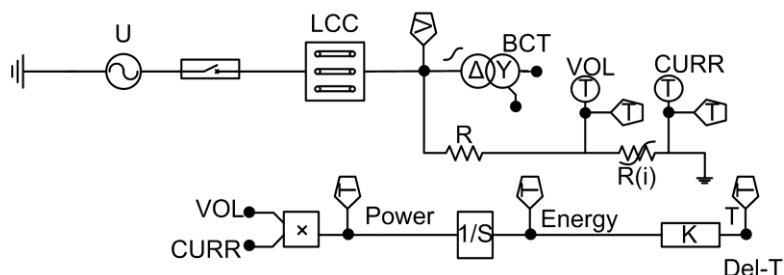 U
LCC
V
BCT
Δ
Y
VOL
CURR
T
T
T
T
R
R(i)
VOL
CURR
×
T
Power
1/S
T
Energy
K
T
T
Del-T